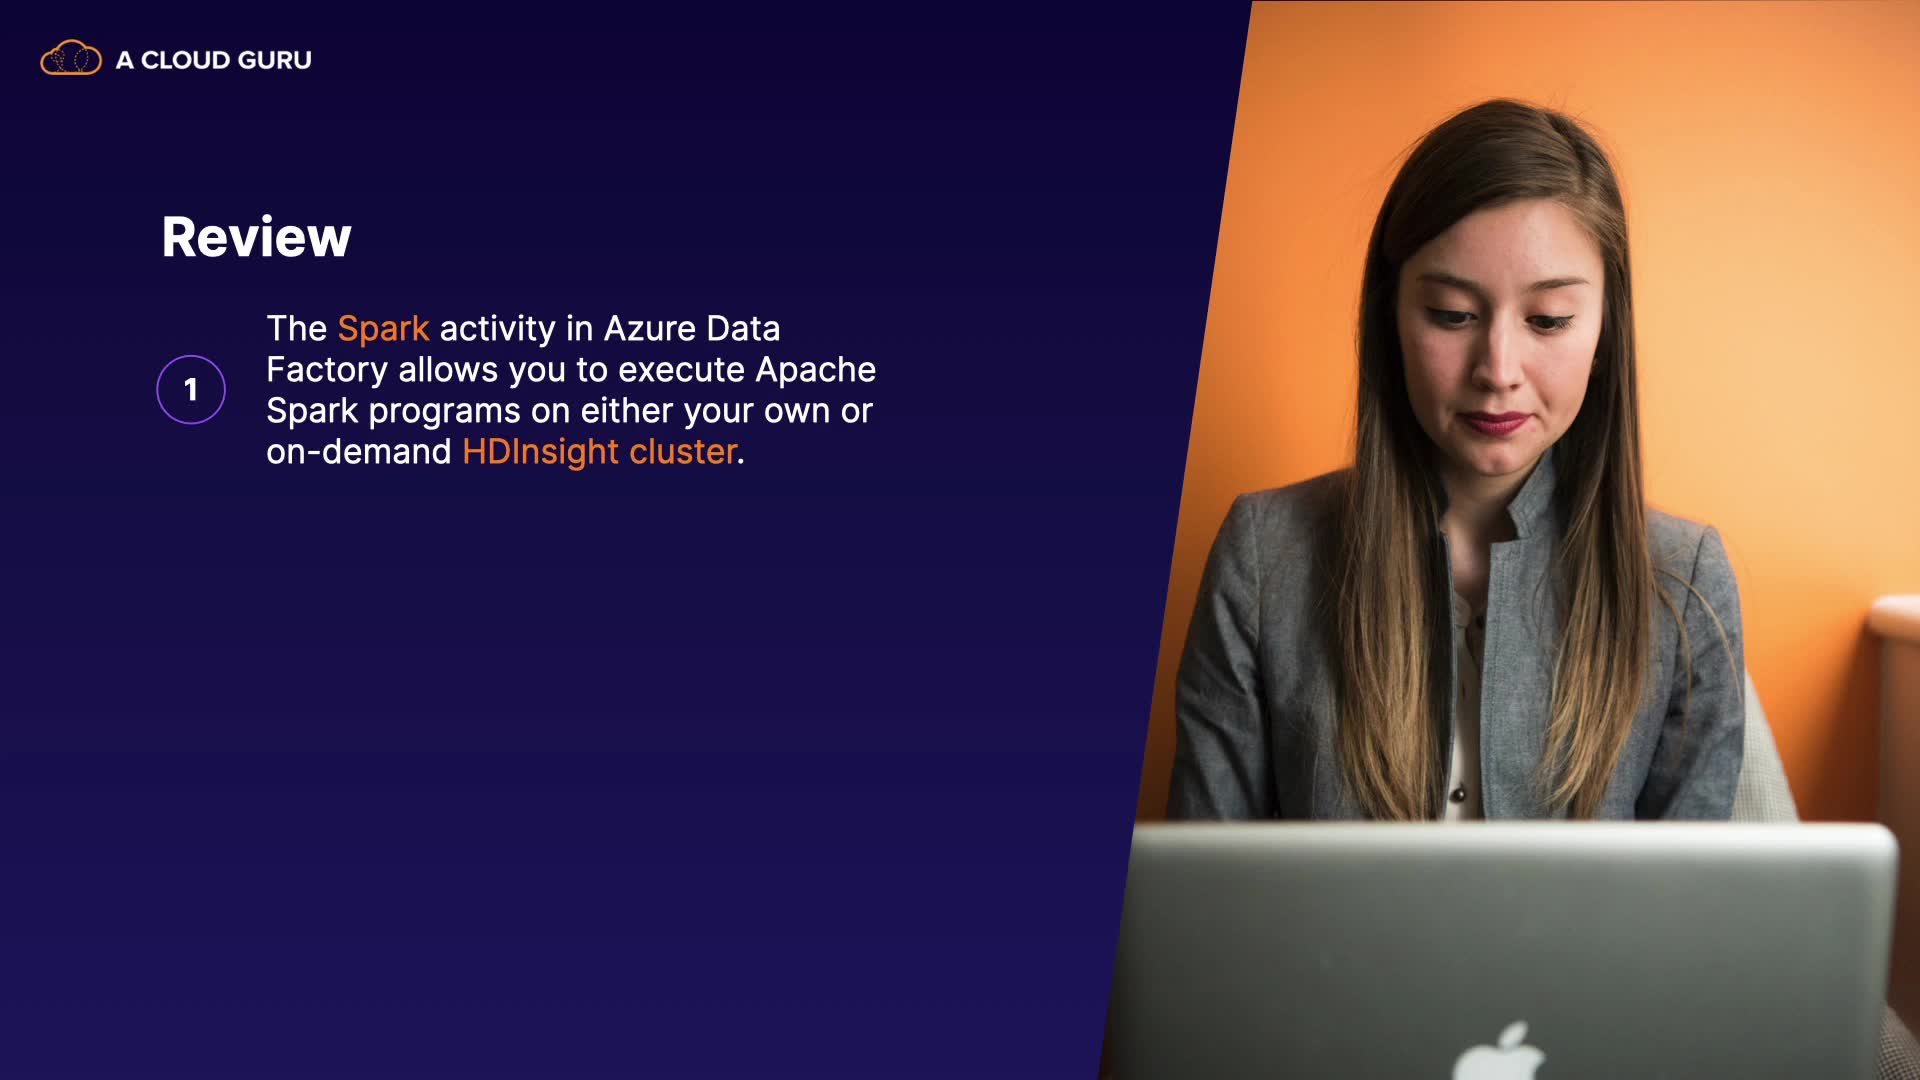 A CLOUD GURU
Review
1
The Spark activity in Azure Data
Factory allows you to execute Apache
Spark programs on either your own or
on-demand HDInsight cluster.